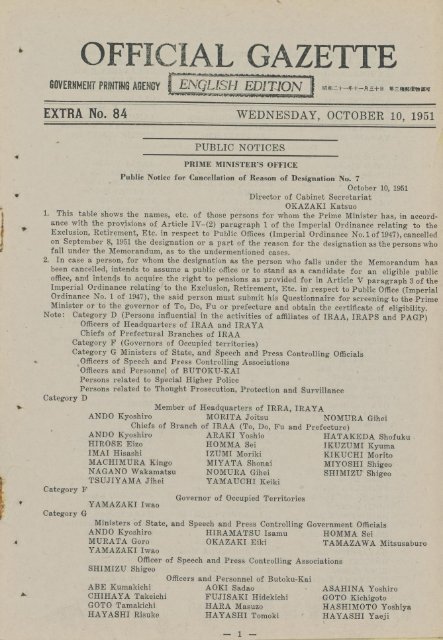 OFFICIAL GAZETTE
GOVERNMENT PRINTING AGENCY
ENGLISH EDITION
昭和二十一年十一月三十日 第三種郵便物認可
EXTRA No. 84
WEDNESDAY, OCTOBER 10, 1951
PUBLIC NOTICES
PRIME MINISTER'S OFFICE
Public Notice for Cancellation of Reason of Designation No. 7
October 10, 1951
Director of Cabinet Secretariat
OKAZAKI Katsuo
1. This table shows the names, etc. of those persons for whom the Prime Minister has, in accord-
ance with the provisions of Article IV-(2) paragraph 1 of the Imperial Ordinance relating to the
Exclusion, Retirement, Etc. in respect to Public Offices (Imperial Ordinance No. 1 of 1947), cancelled
on September 8, 1951 the designation or a part of the reason for the designation as the persons who
fall under the Memorandum, as to the undermentioned cases.
2. In case a person, for whom the designation as the person who falls under the Memorandum has
been cancelled, intends to assume a public office or to stand as a candidate for an eligible public
office, and intends to acquire the right to pensions as provided for in Article V paragraph 3 of the
Imperial Ordinance relating to the Exclusion, Retirement, Etc. in respect to Public Office (Imperial
Ordinance No. 1 of 1947), the said person must submit his Questionnaire for screening to the Prime
Minister or to the governor of To, Do, Fu or prefecture and obtain the certificate of eligibility.
Note: Category D (Persons influential in the activities of affiliates of IRAA, IRAPS and PAGP)
Officers of Headquarters of IRAA and IRAYA
Chiefs of Prefectural Branches of IRAA
Category F (Governors of Occupied territories)
Category G Ministers of State, and Speech and Press Controlling Officials
Officers of Speech and Press Controlling Associations
Officers and Personnel of BUTOKU-KAI
Persons related to Special Higher Police
Persons related to Thought Prosecution, Protection and Survillance
Category D
Member of Headquarters of IRRA, IRAYA
ANDO Kyoshiro MORITA Joitsu NOMURA Gihei
Chiefs of Branch of IRAA (To, Do, Fu and Prefecture)
ANDO Kyoshiro ARAKI Yoshio HATAKEDA Shofuku
HIROSE Eizo HOMMA Sei IKUZUMI Kyuma
IMAI Hisashi IZUMI Moriki KIKUCHI Morito
MACHIMURA Kingo MIYATA Shonai MIYOSHI Shigeo
NAGANO Wakamatsu NOMURA Gihei SHIMIZU Shigeo
TSUJIYAMA Jihei YAMAUCHI Keiki
Category F
Governor of Occupied Territories
YAMAZAKI Iwao
Category G
Ministers of State, and Speech and Press Controlling Government Officials
ANDO Kyoshiro HIRAMATSU Isamu HOMMA Sei
MURATA Goro OKAZAKI Eiki TAMAZAWA Mitsusaburo
YAMAZAKI Iwao
Officer of Speech and Press Controlling Associations
SHIMIZU Shigeo
Officers and Personnel of Butoku-Kai
ABE Kumakichi AOKI Sadao ASAHINA Yoshiro
CHIHAYA Takeichi FUJISAKI Hidekichi GOTO Kichigoto
GOTO Tamakichi HARA Masuzo HASHIMOTO Yoshiya
HAYASHI Risuke HAYASHI Tomoki HAYASHI Yaeji
— 1 —